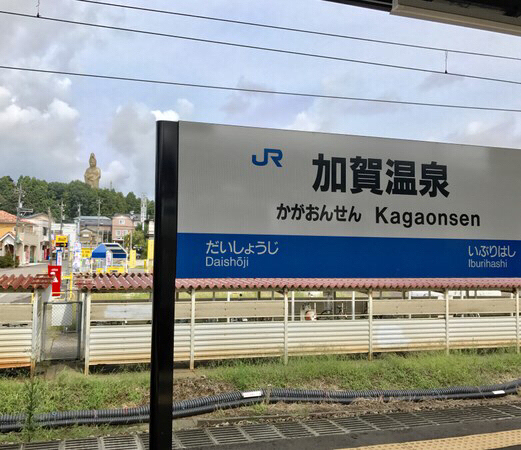 JR
加賀温泉
かがおんせん Kagaonsen
だいしょうじ
Daishōji
いぶりはし
Iburihashi